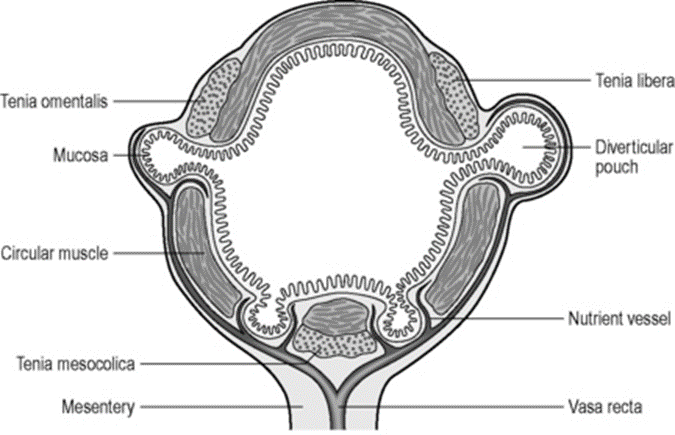 Tenia omentalis
Mucosa
Circular muscle
Tenia mesocolica
Mesentery
Tenia libera
Diverticular
pouch
Nutrient vessel
Vasa recta